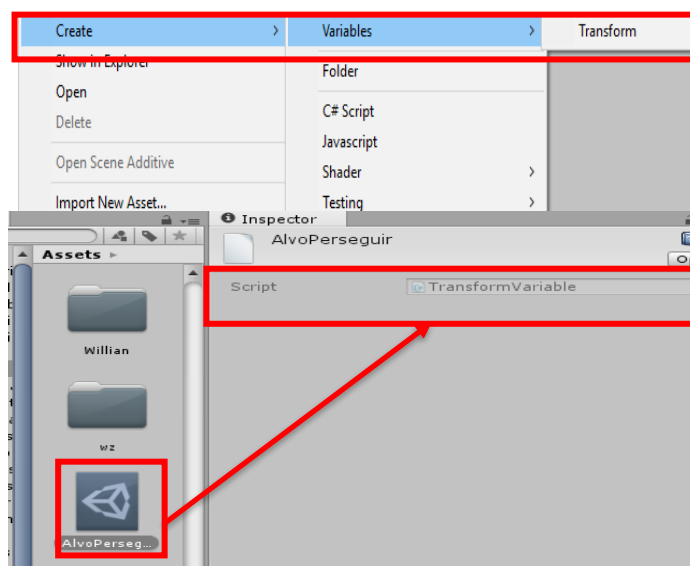 Create > Variables > Transform
Show in Explorer
Folder
Open
C# Script
Delete
Javascript
Open Scene Additive
Shader >
Import New Asset...
Testing >
Inspector
AlvoPerseguir
Assets
Script TransformVariable
Willian
wz
AlvoPerseg...